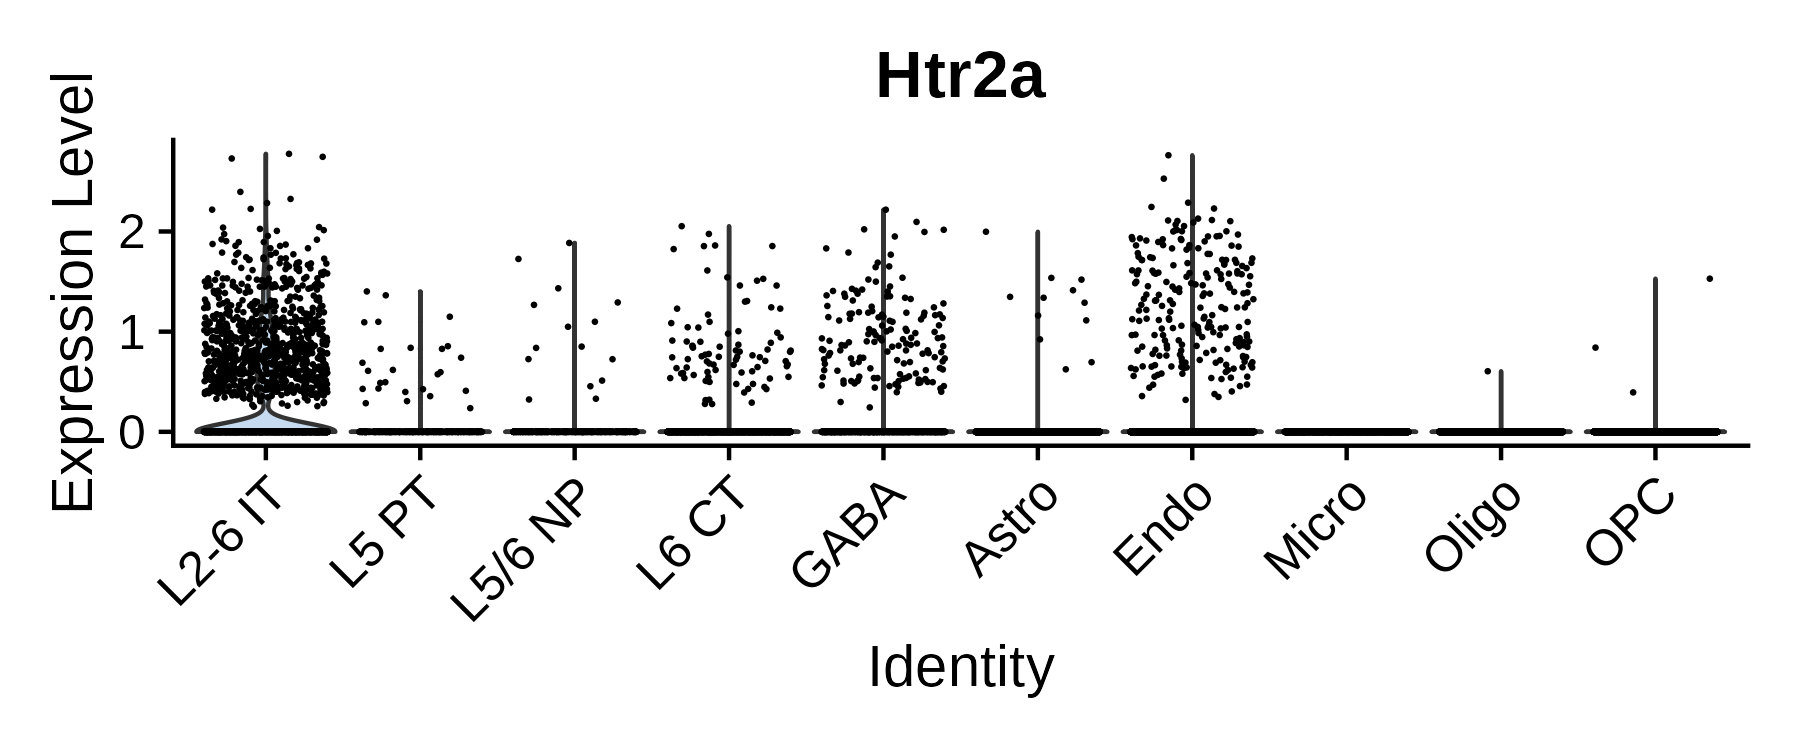 Htr2a
Expression Level
2
1
0
L2-6 IT
L5 PT
L5/6 NP
L6 CT
GABA
Astro
Endo
Micro
Oligo
OPC
Identity